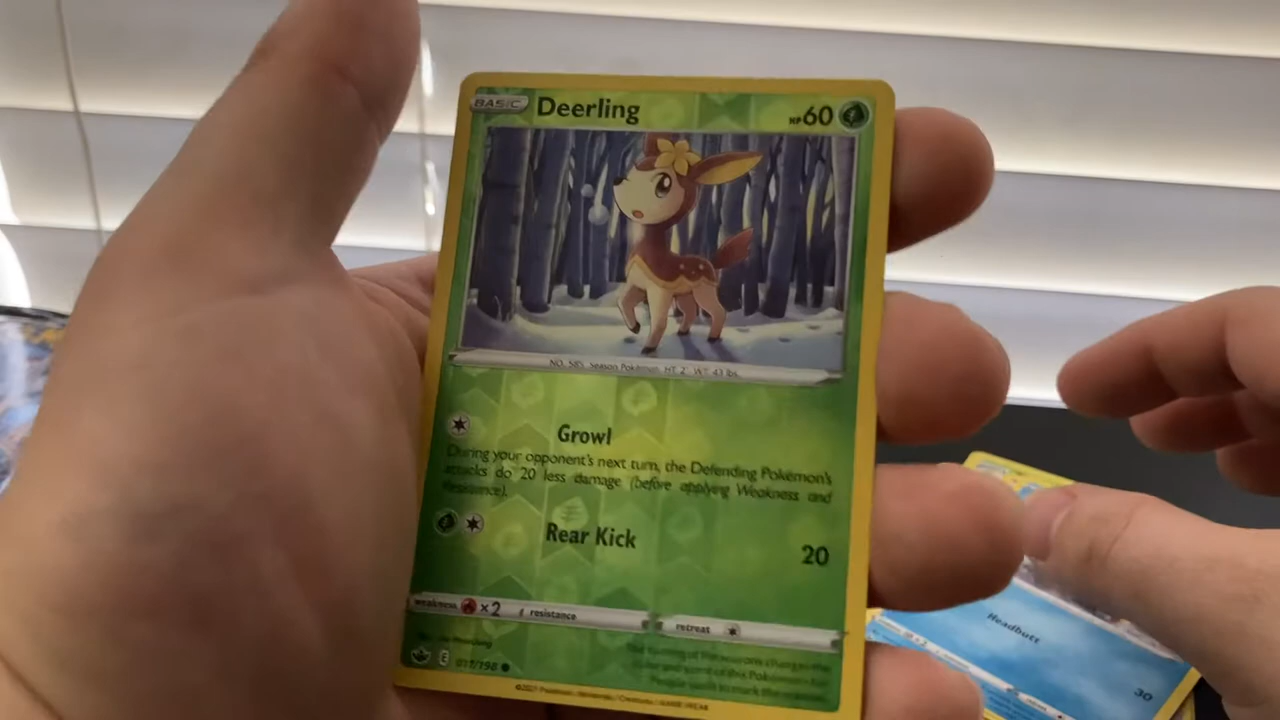 BASIC Deerling HP60
NO. 585 Season Pokémon HT: 2' WT: 43 lbs.
Growl
During your opponent's next turn, the Defending Pokémon's
attacks do 20 less damage (before applying Weakness and
Resistance).
Rear Kick 20
weakness ×2 resistance retreat
E 017/198
©2021 Pokémon / Nintendo / Creatures / GAME FREAK
Headbutt
30